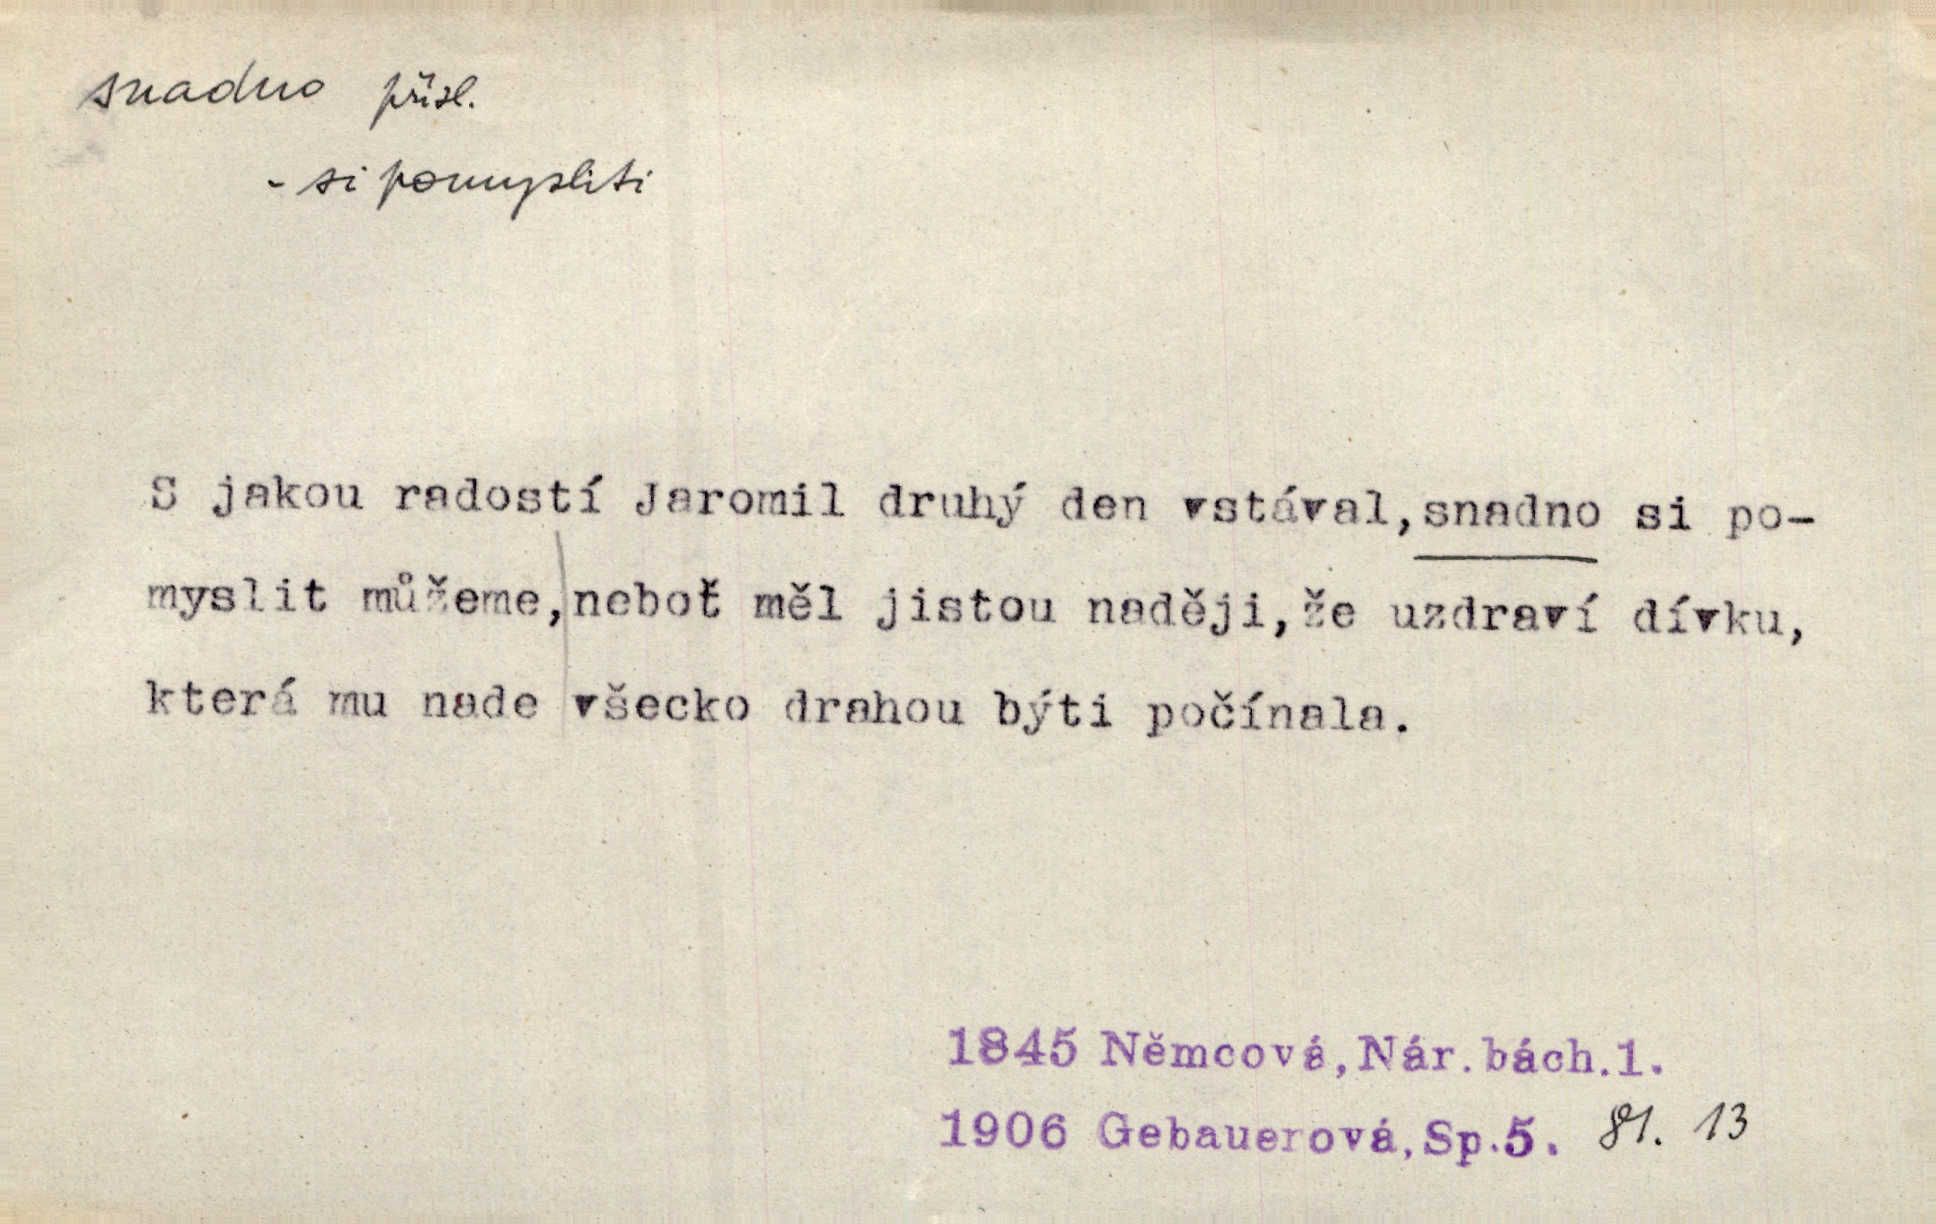 snadno přísl.
- si pomysliti
S jakou radostí Jaromil druhý den vstával,snadno si po-
myslit můžeme,neboť měl jistou naději,že uzdraví dívku,
která mu nade všecko drahou býti počínala.
1845 Němcová,Nár.bách.1.
1906 Gebauerová,Sp.5. 81. 13